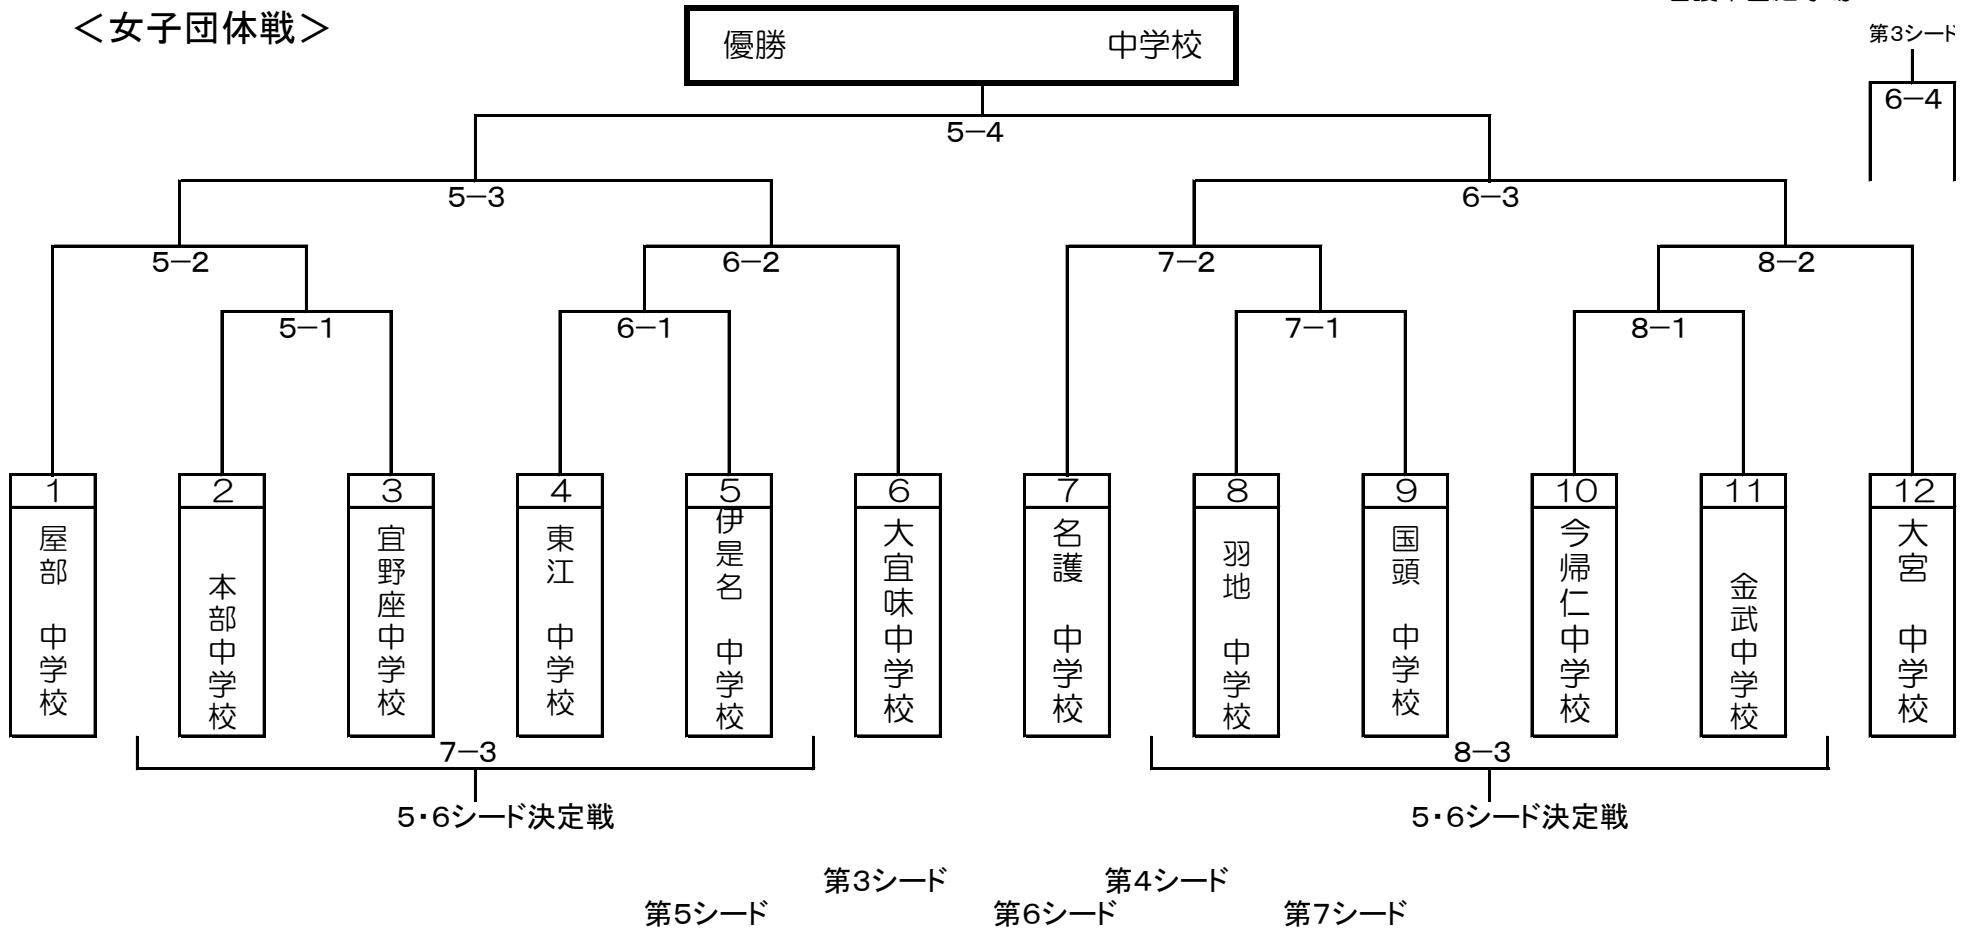 ＜女子団体戦＞
優勝 中学校
第3シード
6－4
5－4
5－3
6－3
5－2
6－2
7－2
8－2
5－1
6－1
7－1
8－1
1
屋部 中学校
2
本部中学校
3
宜野座中学校
4
東江 中学校
5
伊是名 中学校
6
大宜味中学校
7
名護 中学校
8
羽地 中学校
9
国頭 中学校
10
今帰仁中学校
11
金武中学校
12
大宮 中学校
7－3
8－3
5・6シード決定戦
5・6シード決定戦
第3シード
第4シード
第5シード
第6シード
第7シード